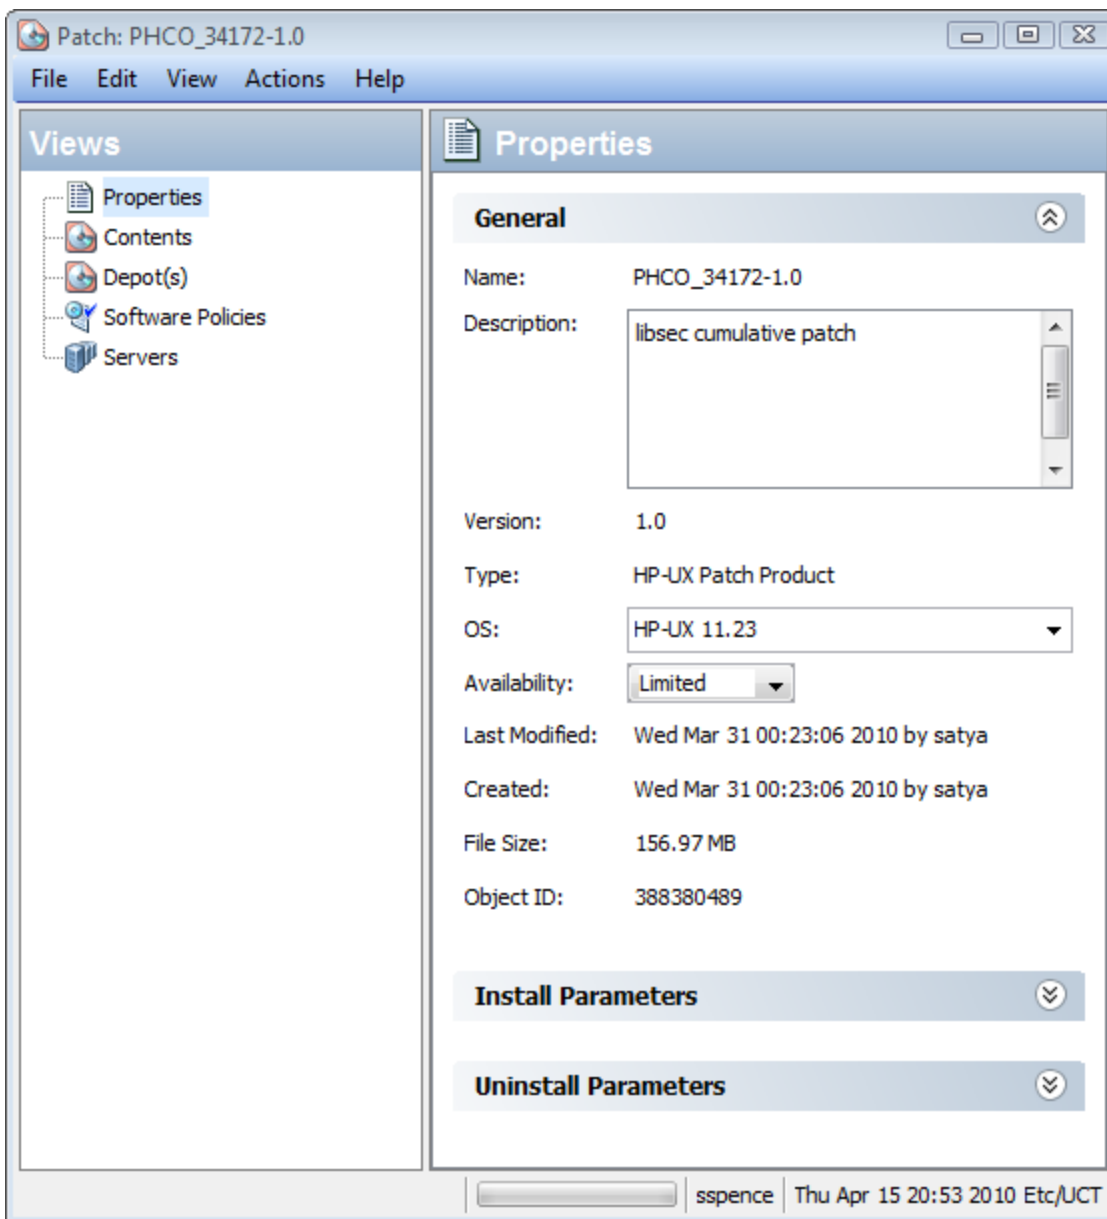 Patch: PHCO_34172-1.0
File Edit View Actions Help
Views
Properties
Contents
Depot(s)
Software Policies
Servers
Properties
General
Name: PHCO_34172-1.0
Description: libsec cumulative patch
Version: 1.0
Type: HP-UX Patch Product
OS: HP-UX 11.23
Availability: Limited
Last Modified: Wed Mar 31 00:23:06 2010 by satya
Created: Wed Mar 31 00:23:06 2010 by satya
File Size: 156.97 MB
Object ID: 388380489
Install Parameters
Uninstall Parameters
sspence Thu Apr 15 20:53 2010 Etc/UCT